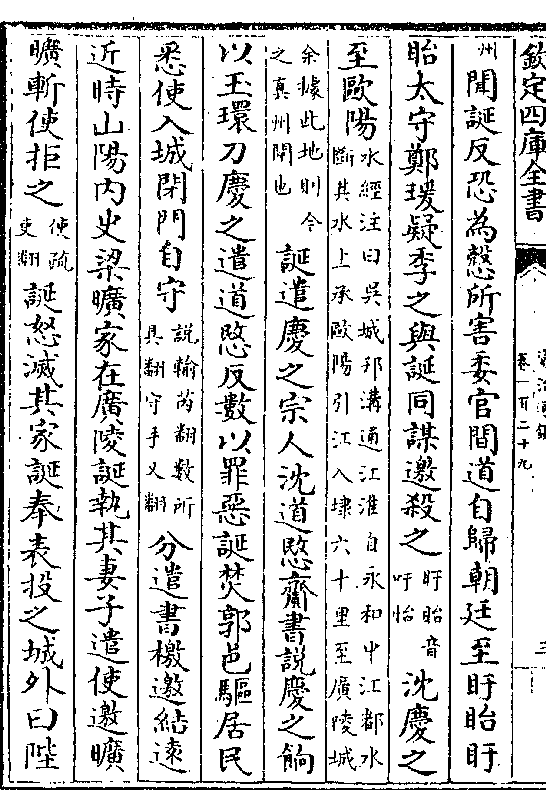 欽定四庫全書
卷一百二十九
三
州聞誕反恐為慤所害委官間道自歸朝廷至盱眙盱
眙太守鄭瑗疑季之與誕同謀邀殺之盱眙音吁怡沈慶之
至歐陽水經注曰吳城邗溝通江淮自永和中江都水斷其水上承歐陽引江入埭六十里至廣陵城
余據此地則今之真州閘也誕遣慶之宗人沈道愍齎書説慶之餉
以玉環刀慶之遣道愍反數以罪惡誕焚郭邑驅居民
悉使入城閉門自守説輸芮翻數所具翻守手又翻分遣書檄邀結遠
近時山陽内史梁曠家在廣陵誕執其妻子遣使邀曠
曠斬使拒之使疏吏翻誕怒滅其家誕奉表投之城外曰陛